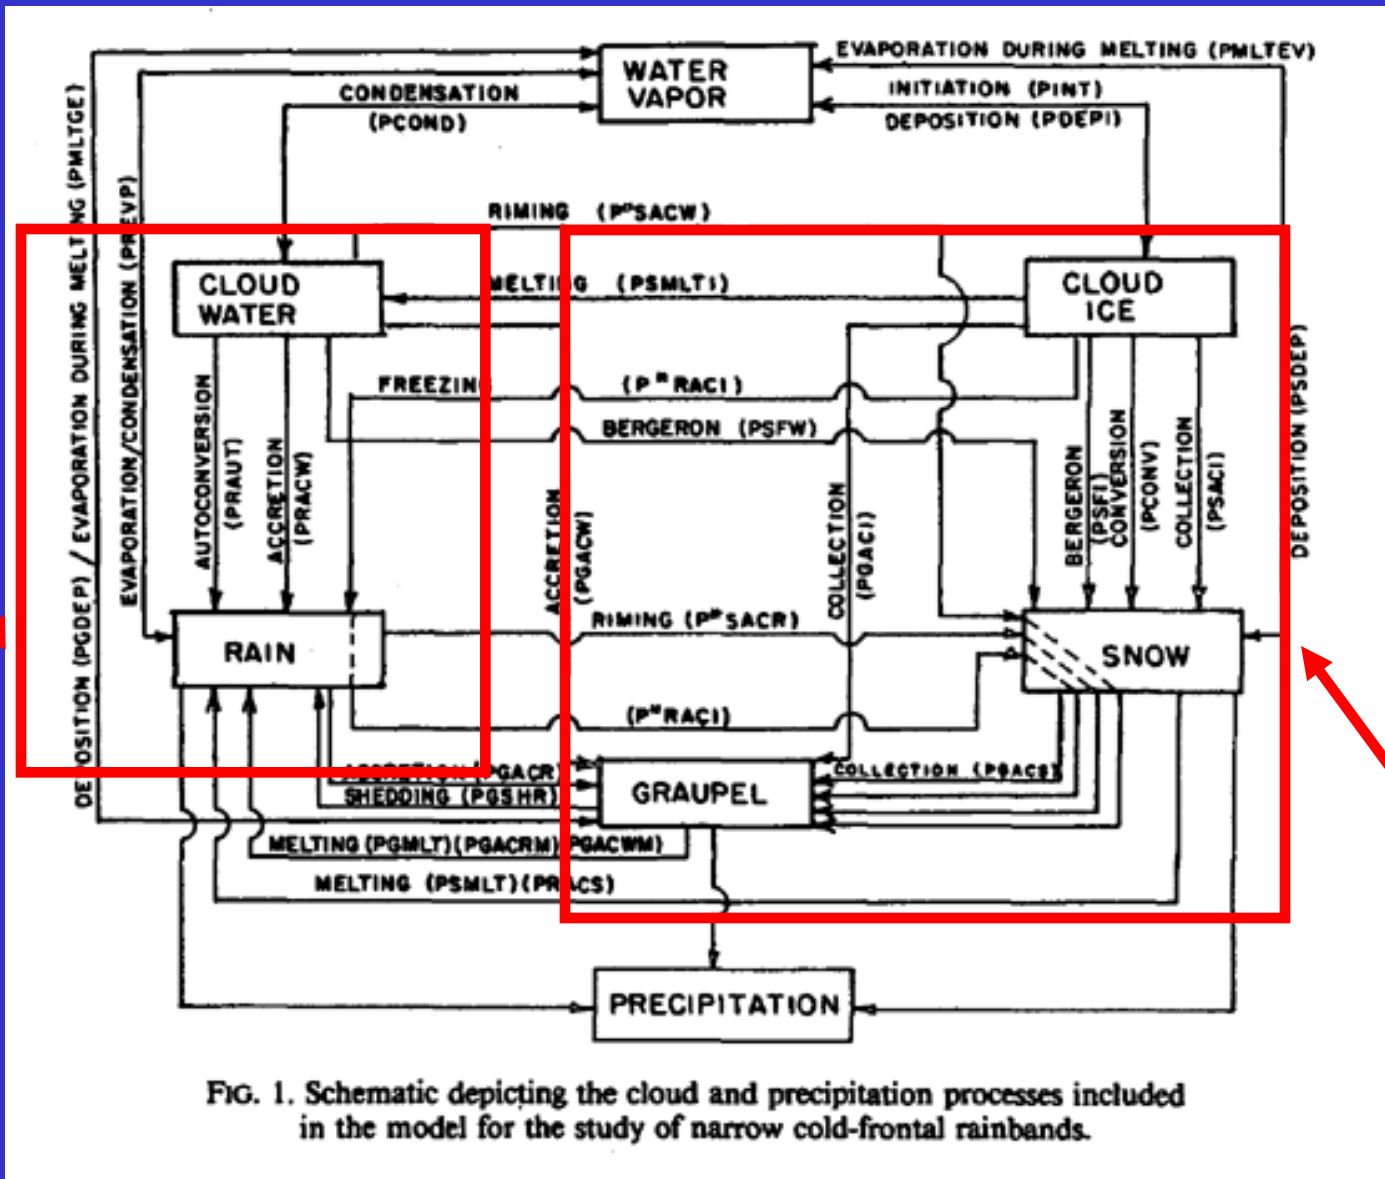 WATER
VAPOR
EVAPORATION DURING MELTING (PMLTEV)
CONDENSATION
(PCOND)
INITIATION (PINT)
DEPOSITION (PDEPI)
RIMING (P"SACW)
CLOUD
WATER
MELTING (PSMLTI)
CLOUD
ICE
FREEZING (P"RACI)
BERGERON (PSFW)
DEPOSITION (PGDEP) / EVAPORATION DURING MELTING (PMLTGE)
EVAPORATION/CONDENSATION (PREVP)
AUTOCONVERSION
(PRAUT)
ACCRETION
(PRACW)
ACCRETION
(PGACW)
COLLECTION
(PGACI)
BERGERON
(PSFI)
CONVERSION
(PCONV)
COLLECTION
(PSACI)
DEPOSITION (PSDEP)
RAIN
RIMING (P"SACR)
SNOW
(P"RACI)
ACCRETION (PGACR)
SHEDDING (PGSHR)
GRAUPEL
COLLECTION (PGACS)
MELTING (PGMLT)(PGACRM)(PGACWM)
MELTING (PSMLT)(PRACS)
PRECIPITATION
FIG. 1. Schematic depicting the cloud and precipitation processes included
in the model for the study of narrow cold-frontal rainbands.